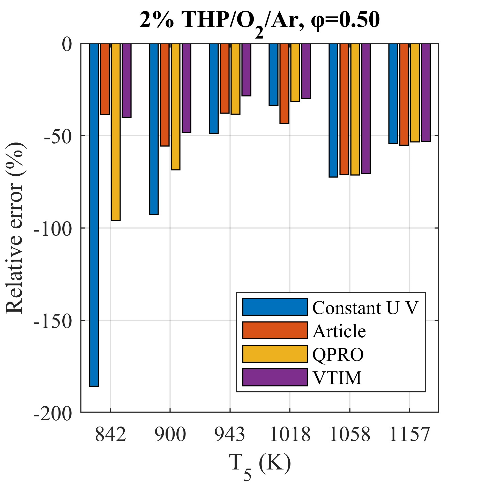 2% THP/O2/Ar, φ=0.50
Relative error (%)
0
-50
-100
-150
-200
Constant U V
Article
QPRO
VTIM
842 900 943 1018 1058 1157
T5 (K)